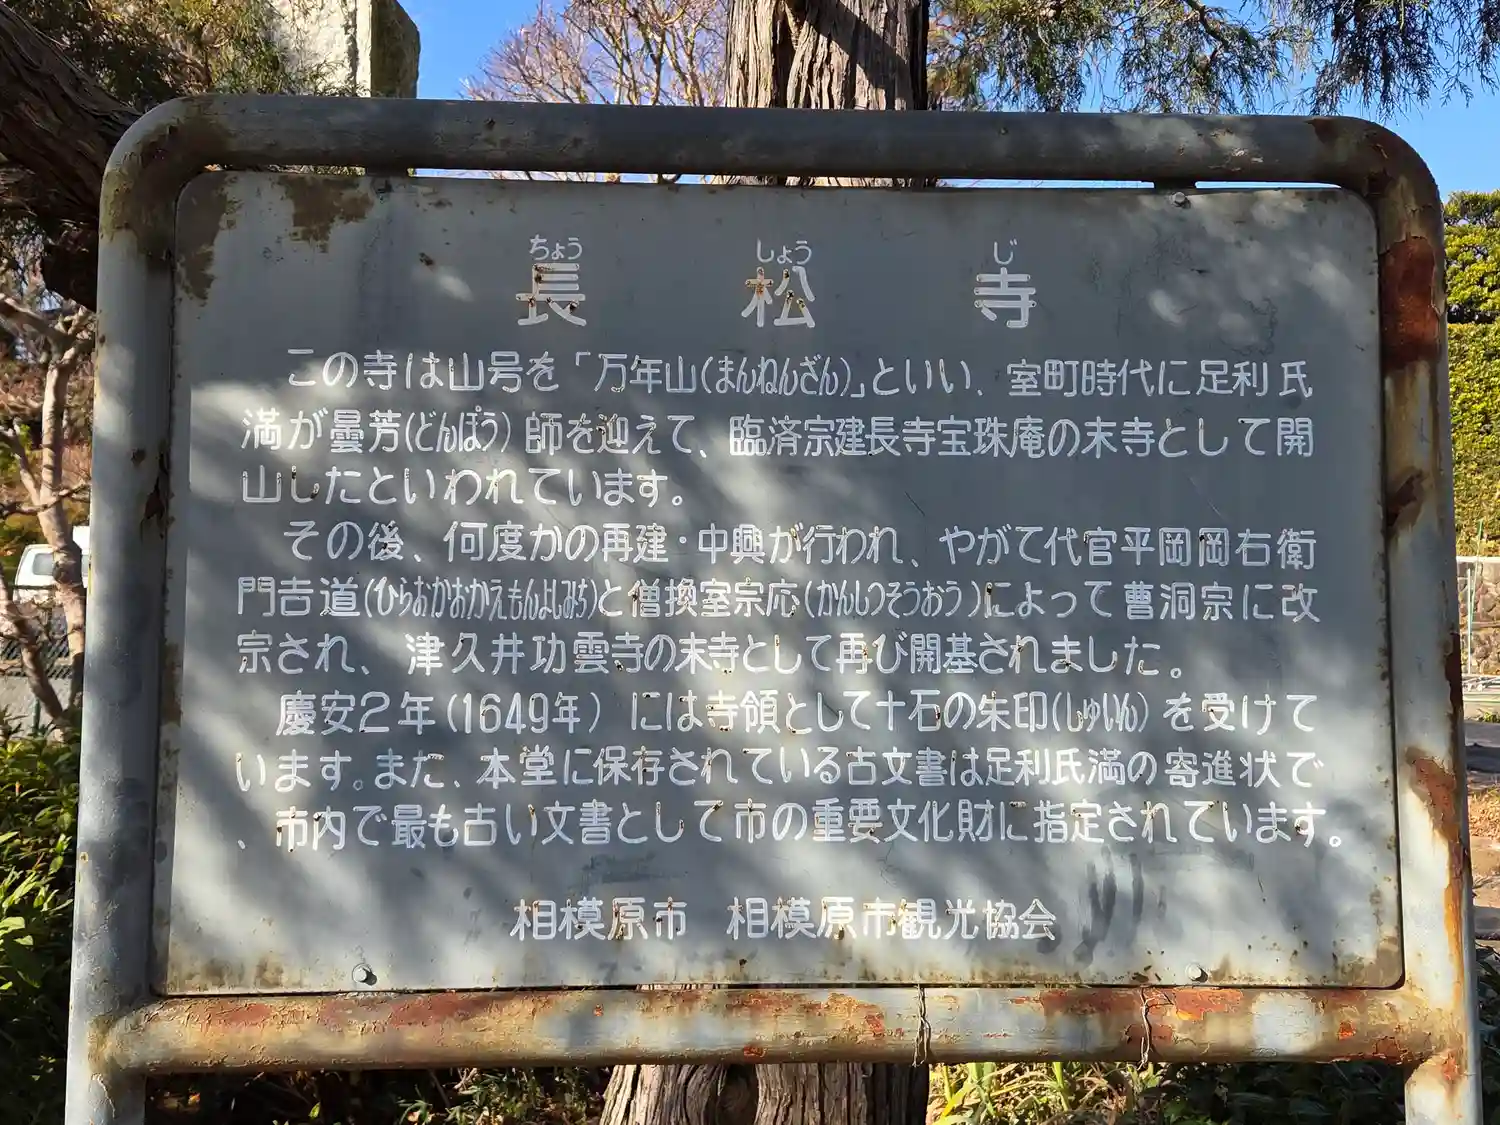 ちょう しょう じ
長 松 寺
この寺は山号を「万年山(まんねんざん)」といい、室町時代に足利氏
満が曇芳(どんぽう)師を迎えて、臨済宗建長寺宝珠庵の末寺として開
山したといわれています。
その後、何度かの再建・中興が行われ、やがて代官平岡岡右衛
門吉道(ひらおかおかえもんよしみち)と僧換室宗応(かんしつそうおう)によって曹洞宗に改
宗され、津久井功雲寺の末寺として再び開基されました。
慶安2年(1649年)には寺領として十石の朱印(しゅいん)を受けて
います。また、本堂に保存されている古文書は足利氏満の寄進状で
、市内で最も古い文書として市の重要文化財に指定されています。
相模原市 相模原市観光協会